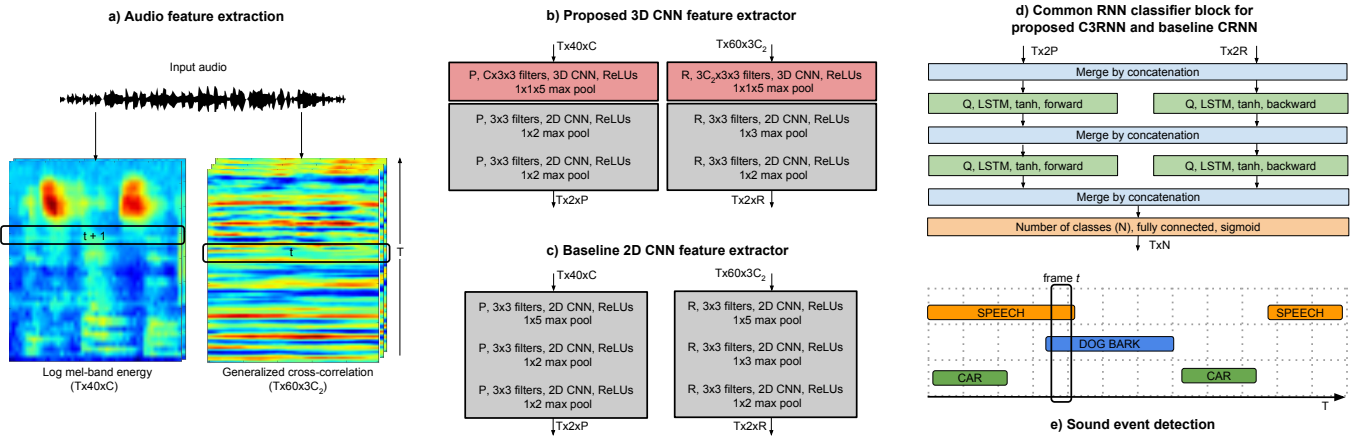 a) Audio feature extraction
Input audio
t + 1
t
T
Log mel-band energy
(Tx40xC)
Generalized cross-correlation
(Tx60x3C₂)
b) Proposed 3D CNN feature extractor
Tx40xC
Tx60x3C₂
P, Cx3x3 filters, 3D CNN, ReLUs
1x1x5 max pool
R, 3C₂x3x3 filters, 3D CNN, ReLUs
1x1x5 max pool
P, 3x3 filters, 2D CNN, ReLUs
1x2 max pool
P, 3x3 filters, 2D CNN, ReLUs
1x2 max pool
R, 3x3 filters, 2D CNN, ReLUs
1x3 max pool
R, 3x3 filters, 2D CNN, ReLUs
1x2 max pool
Tx2xP
Tx2xR
c) Baseline 2D CNN feature extractor
Tx40xC
Tx60x3C₂
P, 3x3 filters, 2D CNN, ReLUs
1x5 max pool
P, 3x3 filters, 2D CNN, ReLUs
1x2 max pool
P, 3x3 filters, 2D CNN, ReLUs
1x2 max pool
R, 3x3 filters, 2D CNN, ReLUs
1x5 max pool
R, 3x3 filters, 2D CNN, ReLUs
1x3 max pool
R, 3x3 filters, 2D CNN, ReLUs
1x2 max pool
Tx2xP
Tx2xR
d) Common RNN classifier block for
proposed C3RNN and baseline CRNN
Tx2P
Tx2R
Merge by concatenation
Q, LSTM, tanh, forward
Q, LSTM, tanh, backward
Merge by concatenation
Q, LSTM, tanh, forward
Q, LSTM, tanh, backward
Merge by concatenation
Number of classes (N), fully connected, sigmoid
TxN
frame t
SPEECH
SPEECH
DOG BARK
CAR
CAR
T
e) Sound event detection